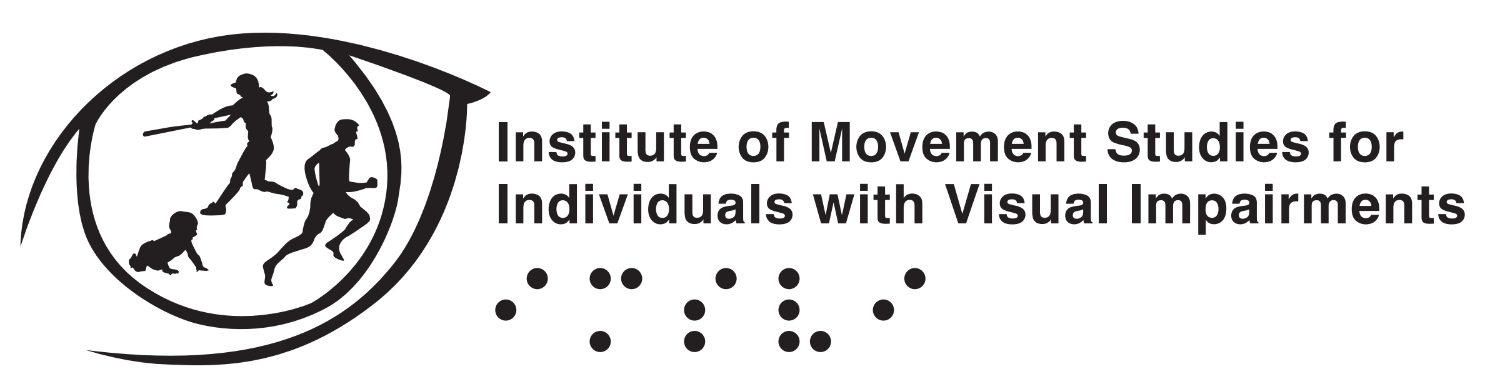 Institute of Movement Studies for
Individuals with Visual Impairments
⠊⠍⠎⠧⠊